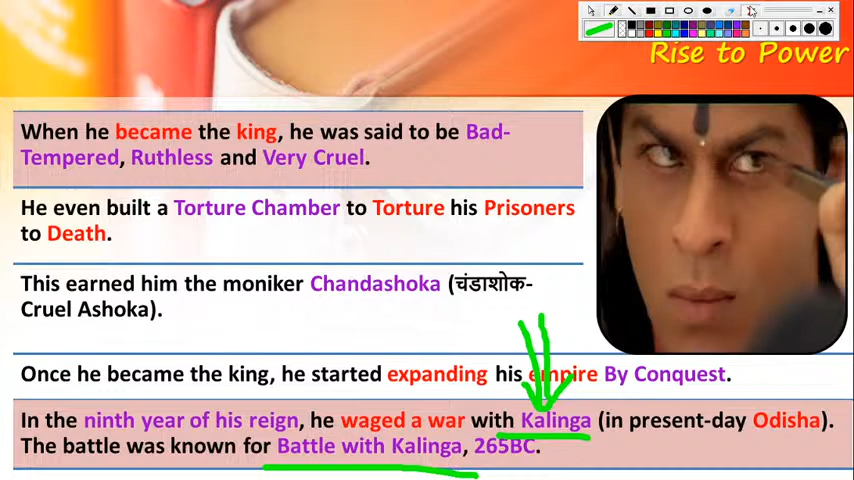 Rise to Power
When he became the king, he was said to be Bad-
Tempered, Ruthless and Very Cruel.
He even built a Torture Chamber to Torture his Prisoners
to Death.
This earned him the moniker Chandashoka (चंडाशोक-
Cruel Ashoka).
Once he became the king, he started expanding his empire By Conquest.
In the ninth year of his reign, he waged a war with Kalinga (in present-day Odisha).
The battle was known for Battle with Kalinga, 265BC.